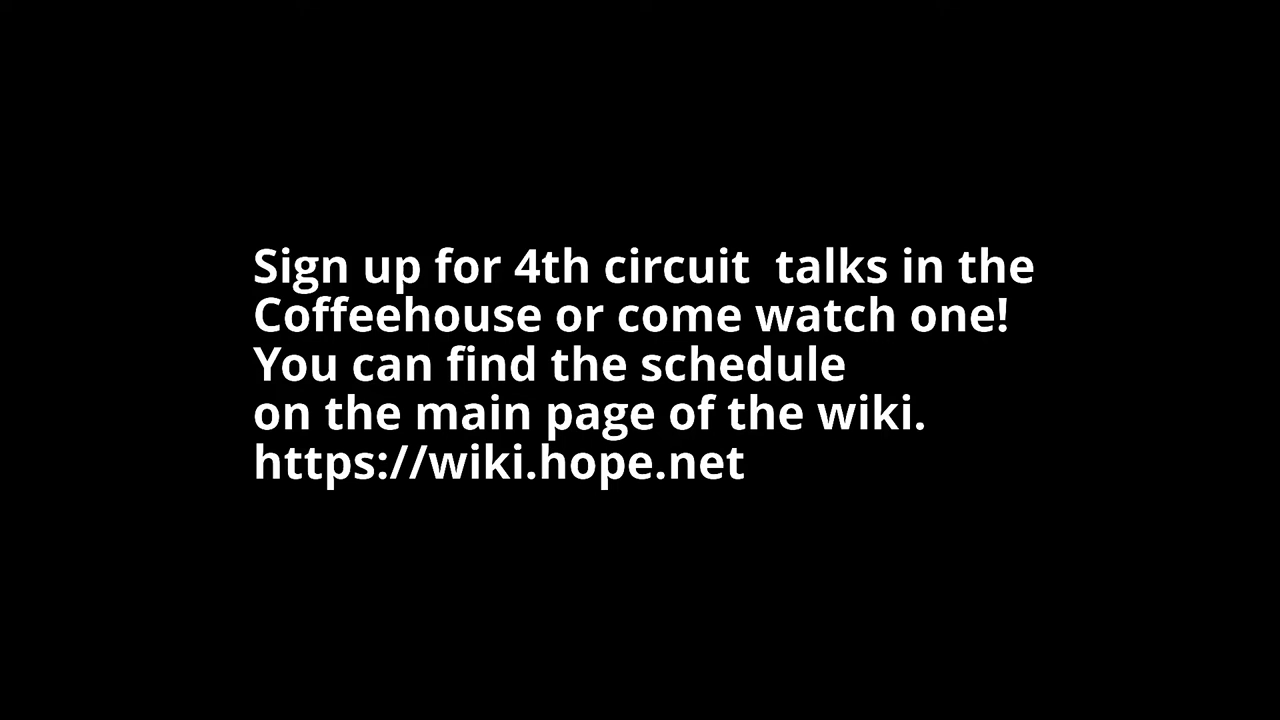 Sign up for 4th circuit  talks in the
Coffeehouse or come watch one!
You can find the schedule
on the main page of the wiki.
https://wiki.hope.net